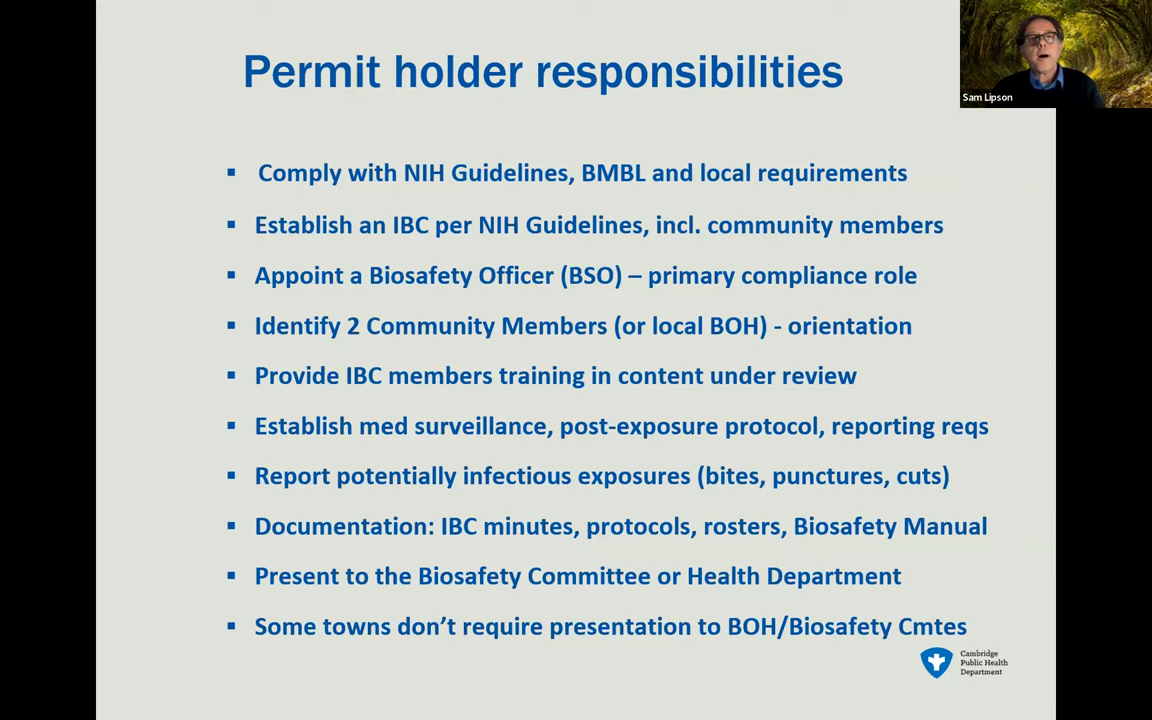 Permit holder responsibilities
Sam Lipson
▪ Comply with NIH Guidelines, BMBL and local requirements
▪ Establish an IBC per NIH Guidelines, incl. community members
▪ Appoint a Biosafety Officer (BSO) – primary compliance role
▪ Identify 2 Community Members (or local BOH) - orientation
▪ Provide IBC members training in content under review
▪ Establish med surveillance, post-exposure protocol, reporting reqs
▪ Report potentially infectious exposures (bites, punctures, cuts)
▪ Documentation: IBC minutes, protocols, rosters, Biosafety Manual
▪ Present to the Biosafety Committee or Health Department
▪ Some towns don’t require presentation to BOH/Biosafety Cmtes
Cambridge
Public Health
Department